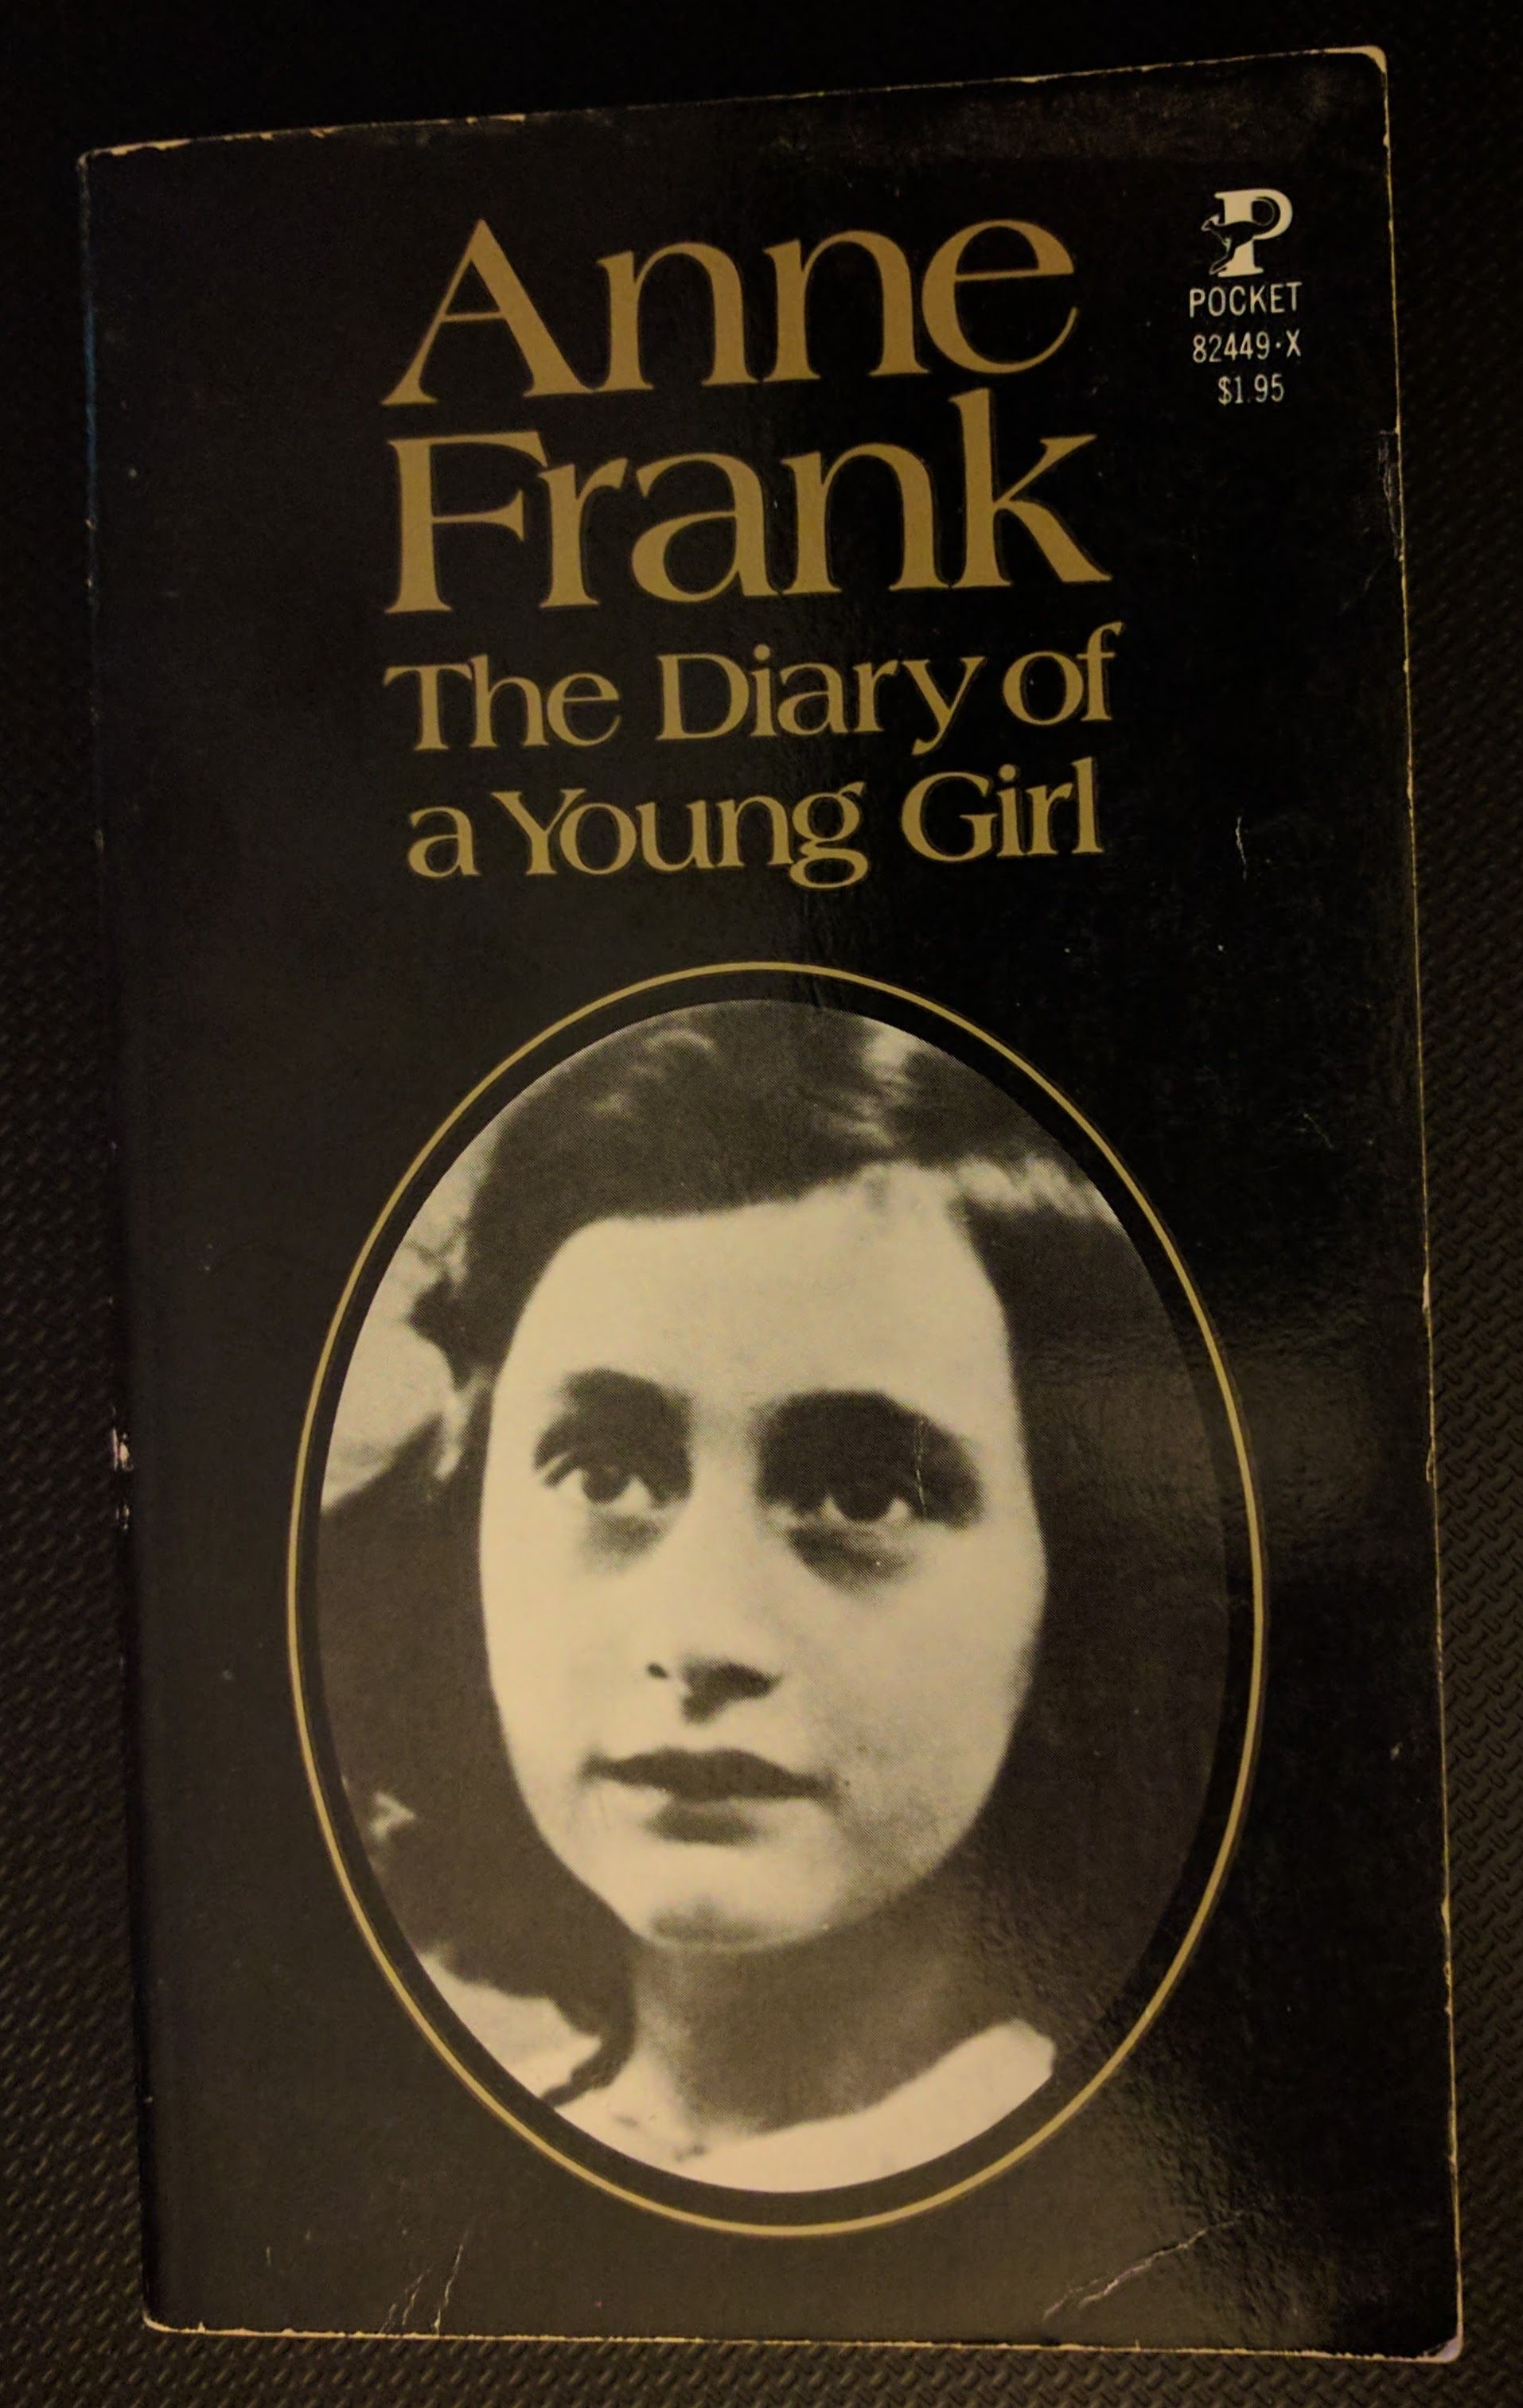 Anne
Frank
The Diary of
a Young Girl
P
POCKET
82449·X
$1.95